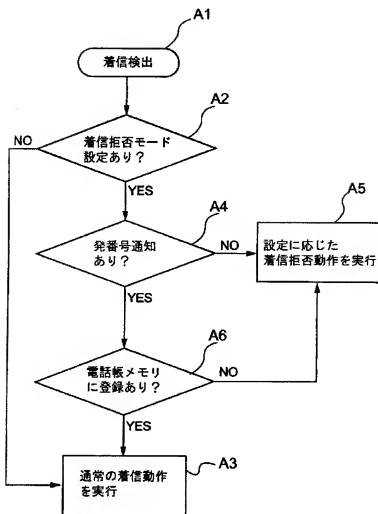 A1
着信検出
A2
着信拒否モード
設定あり？
NO
YES
A4
発番号通知
あり？
NO
YES
A5
設定に応じた
着信拒否動作を実行
A6
電話帳メモリ
に登録あり？
NO
YES
A3
通常の着信動作
を実行